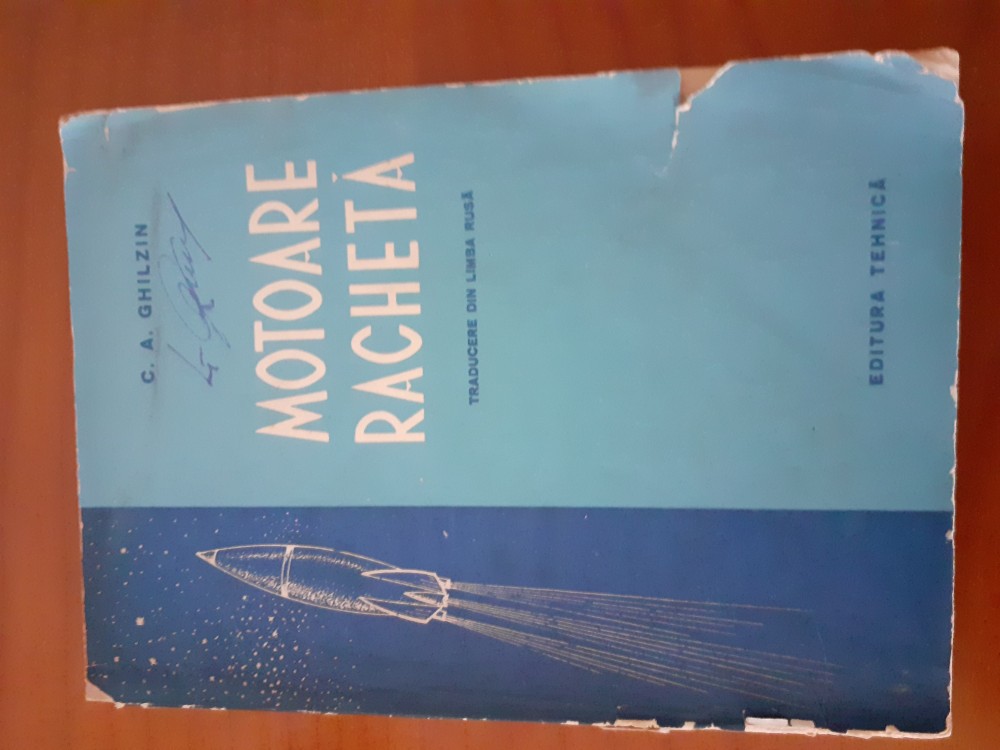 C. A. GHILZIN
MOTOARE
RACHETĂ
TRADUCERE DIN LIMBA RUSĂ
EDITURA TEHNICĂ